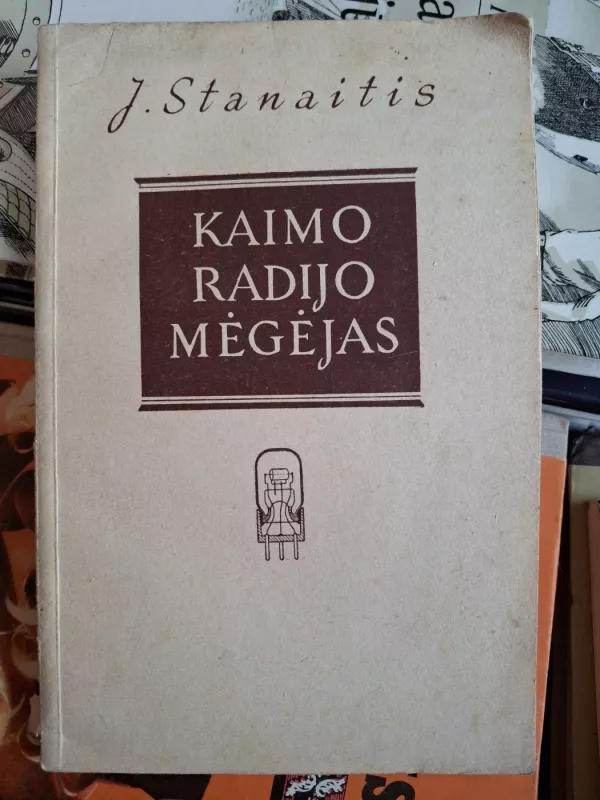 J. Stanaitis
KAIMO
RADIJO
MĖGĖJAS